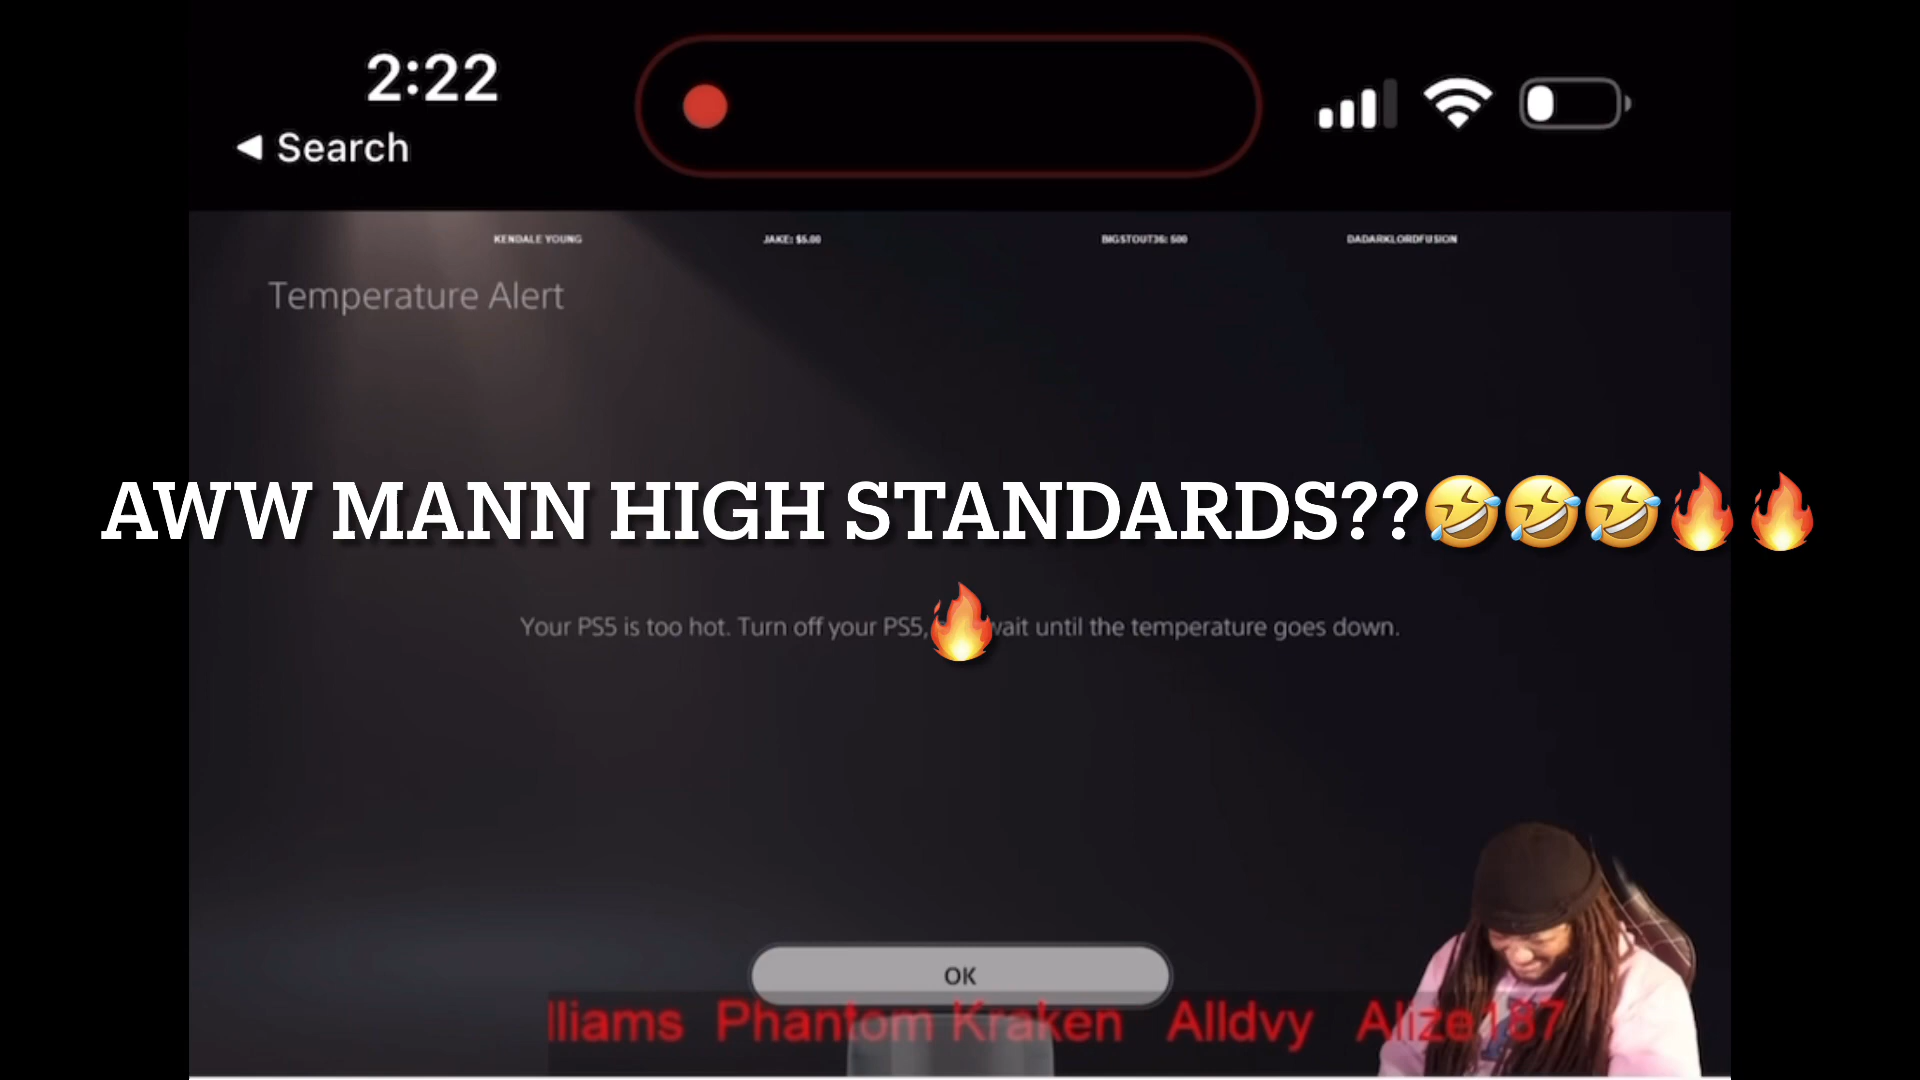 2:22
◀ Search
KENDALE YOUNG JAKE: $5.00 BIGSTOUT36: 500 DADARKLORDFUSION
Temperature Alert
AWW MANN HIGH STANDARDS??🤣🤣🤣🔥🔥
🔥
Your PS5 is too hot. Turn off your PS5, wait until the temperature goes down.
OK
lliams Phantom Kraken Alldvy Alize187